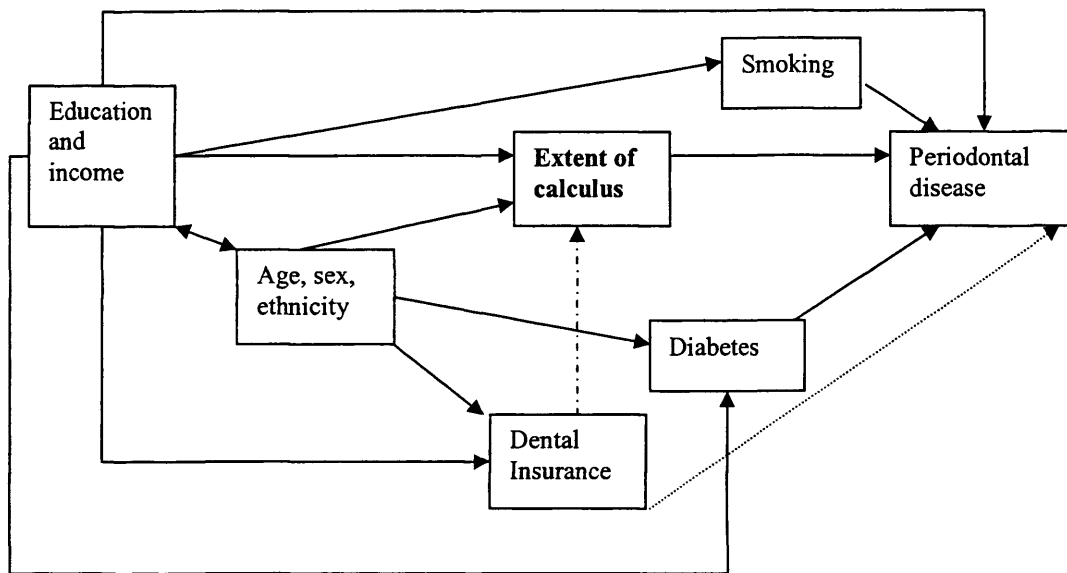 Smoking
Education
and
income
Extent of
calculus
Periodontal
disease
Age, sex,
ethnicity
Diabetes
Dental
Insurance